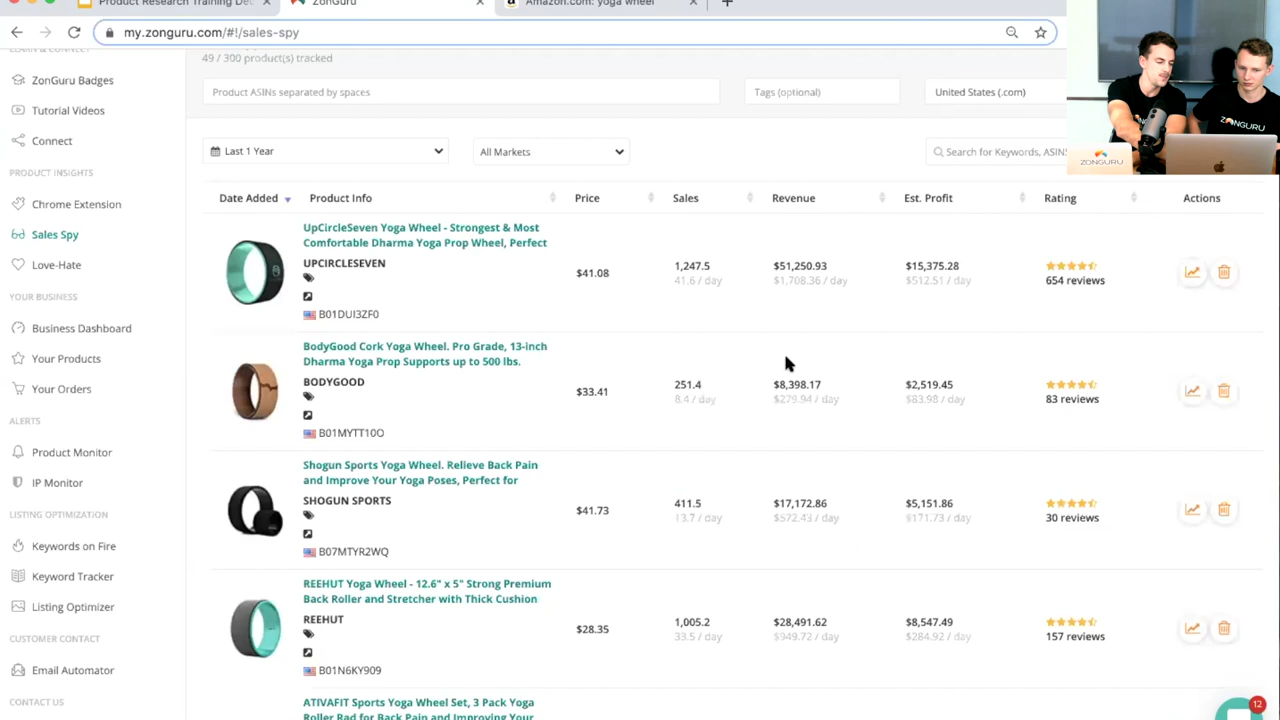 Product Research Training De
ZonGuru
Amazon.com: yoga wheel
my.zonguru.com/#!/sales-spy
49 / 300 product(s) tracked
Product ASINs separated by spaces
Tags (optional)
United States (.com)
ZonGuru Badges
Tutorial Videos
Connect
PRODUCT INSIGHTS
Chrome Extension
Sales Spy
Love-Hate
YOUR BUSINESS
Business Dashboard
Your Products
Your Orders
ALERTS
Product Monitor
IP Monitor
LISTING OPTIMIZATION
Keywords on Fire
Keyword Tracker
Listing Optimizer
CUSTOMER CONTACT
Email Automator
CONTACT US
Last 1 Year
All Markets
Search for Keywords, ASIN
Date Added Product Info Price Sales Revenue Est. Profit Rating Actions
UpCircleSeven Yoga Wheel - Strongest & Most
Comfortable Dharma Yoga Prop Wheel, Perfect
UPCIRCLESEVEN
B01DUI3ZF0
$41.08
1,247.5
41.6 / day
$51,250.93
$1,708.36 / day
$15,375.28
$512.51 / day
654 reviews
BodyGood Cork Yoga Wheel. Pro Grade, 13-inch
Dharma Yoga Prop Supports up to 500 lbs.
BODYGOOD
B01MYTT10O
$33.41
251.4
8.4 / day
$8,398.17
$279.94 / day
$2,519.45
$83.98 / day
83 reviews
Shogun Sports Yoga Wheel. Relieve Back Pain
and Improve Your Yoga Poses, Perfect for
SHOGUN SPORTS
B07MTYR2WQ
$41.73
411.5
13.7 / day
$17,172.86
$572.43 / day
$5,151.86
$171.73 / day
30 reviews
REEHUT Yoga Wheel - 12.6" x 5" Strong Premium
Back Roller and Stretcher with Thick Cushion
REEHUT
B01N6KY909
$28.35
1,005.2
33.5 / day
$28,491.62
$949.72 / day
$8,547.49
$284.92 / day
157 reviews
ATIVAFIT Sports Yoga Wheel Set, 3 Pack Yoga
Roller Rad for Back Pain and Improving Your
12
ZONGURU
ZONGURU